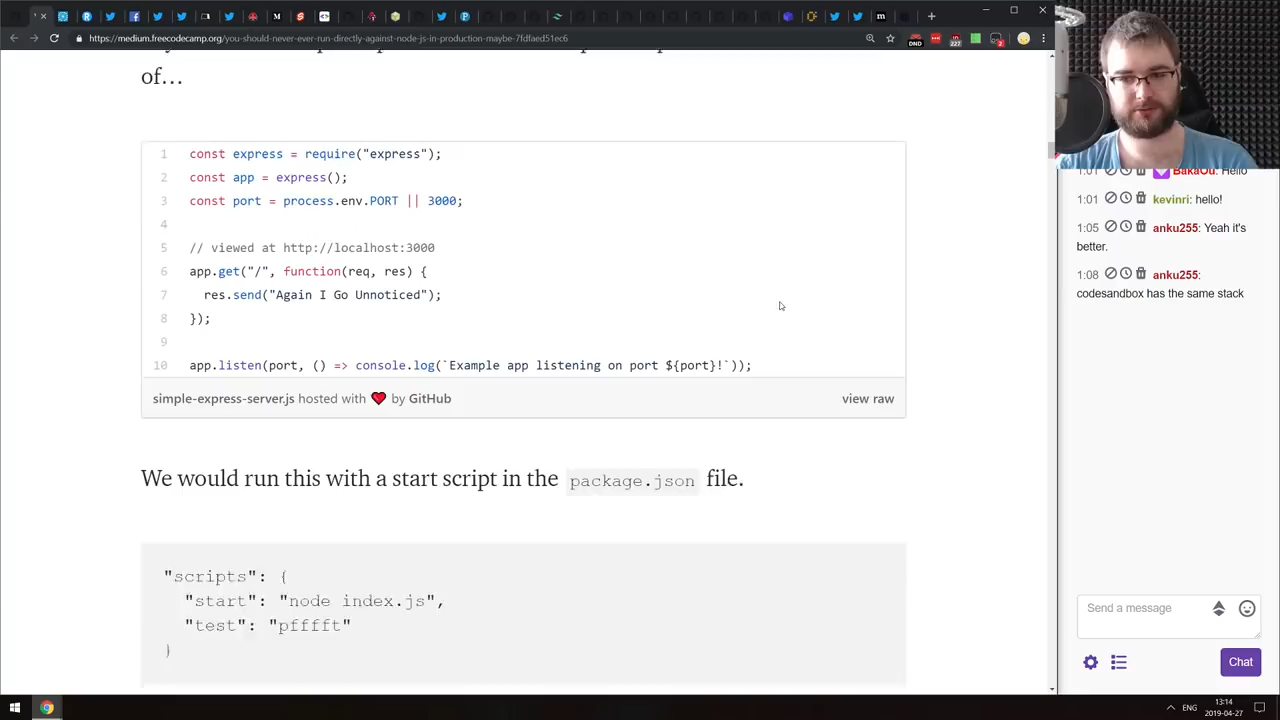 https://medium.freecodecamp.org/you-should-never-ever-run-directly-against-node-js-in-production-maybe-7fdfaed51ec6
DND
227
2
of…
1 const express = require("express");
2 const app = express();
3 const port = process.env.PORT || 3000;
4
5 // viewed at http://localhost:3000
6 app.get("/", function(req, res) {
7 res.send("Again I Go Unnoticed");
8 });
9
10 app.listen(port, () => console.log(`Example app listening on port ${port}!`));
simple-express-server.js hosted with ❤ by GitHub
view raw
We would run this with a start script in the package.json file.
"scripts": {
"start": "node index.js",
"test": "pfffft"
}
1:01 BakaOu: Hello
1:01 kevinri: hello!
1:05 anku255: Yeah it's
better.
1:08 anku255:
codesandbox has the same stack
Send a message
Chat
ENG
13:14
2019-04-27